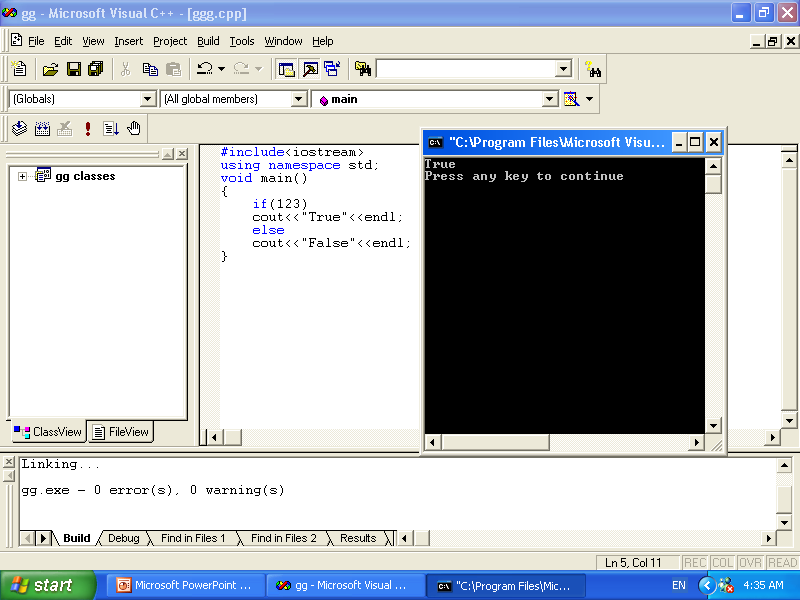 gg - Microsoft Visual C++ - [ggg.cpp]
File Edit View Insert Project Build Tools Window Help
(Globals) (All global members) main
gg classes
#include<iostream>
using namespace std;
void main()
{
if(123)
cout<<"True"<<endl;
else
cout<<"False"<<endl;
}
"C:\Program Files\Microsoft Visu...
True
Press any key to continue
ClassView FileView
Linking...
gg.exe - 0 error(s), 0 warning(s)
Build Debug Find in Files 1 Find in Files 2 Results
Ln 5, Col 11 REC COL OVR READ
start Microsoft PowerPoint ... gg - Microsoft Visual ... "C:\Program Files\Mic... EN 4:35 AM